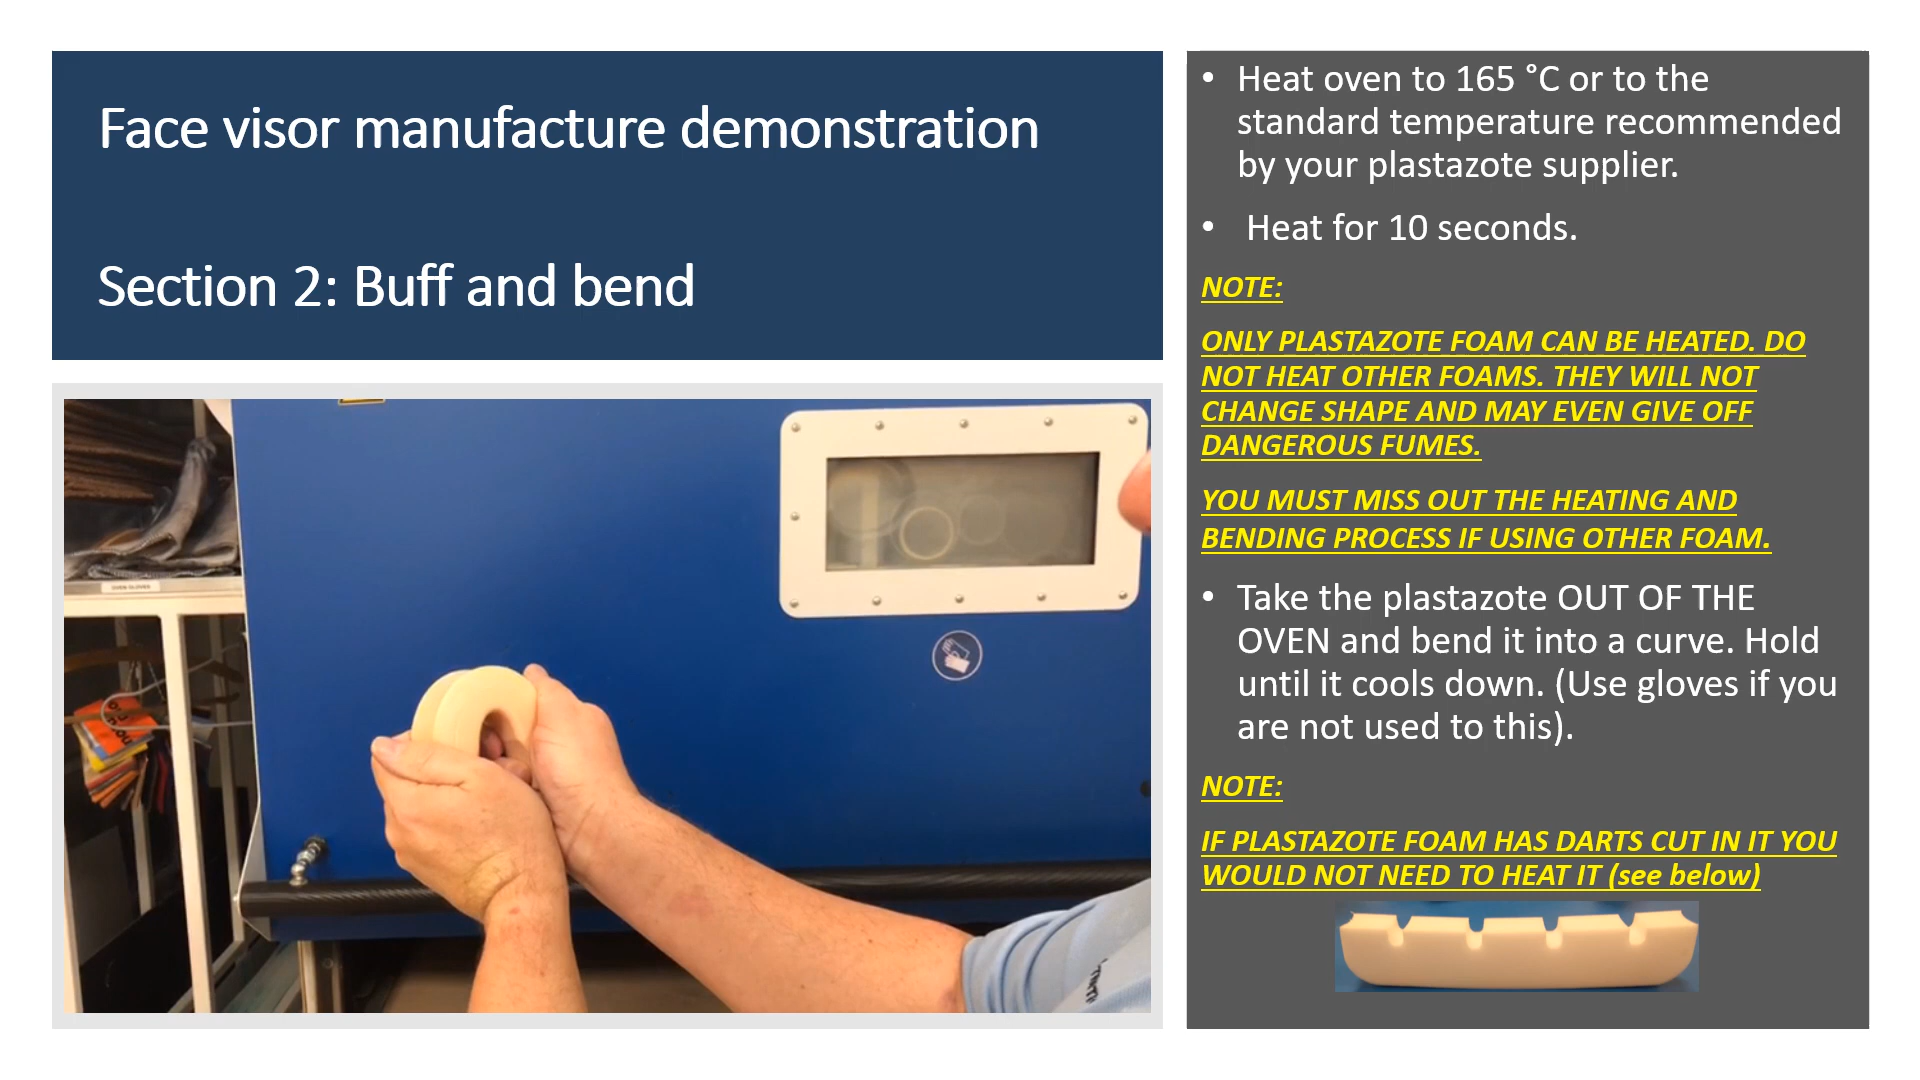 Face visor manufacture demonstration
Section 2: Buff and bend
• Heat oven to 165 °C or to the
standard temperature recommended
by your plastazote supplier.
• Heat for 10 seconds.
NOTE:
ONLY PLASTAZOTE FOAM CAN BE HEATED. DO
NOT HEAT OTHER FOAMS. THEY WILL NOT
CHANGE SHAPE AND MAY EVEN GIVE OFF
DANGEROUS FUMES.
YOU MUST MISS OUT THE HEATING AND
BENDING PROCESS IF USING OTHER FOAM.
• Take the plastazote OUT OF THE
OVEN and bend it into a curve. Hold
until it cools down. (Use gloves if you
are not used to this).
NOTE:
IF PLASTAZOTE FOAM HAS DARTS CUT IN IT YOU
WOULD NOT NEED TO HEAT IT (see below)
OVEN GLOVES